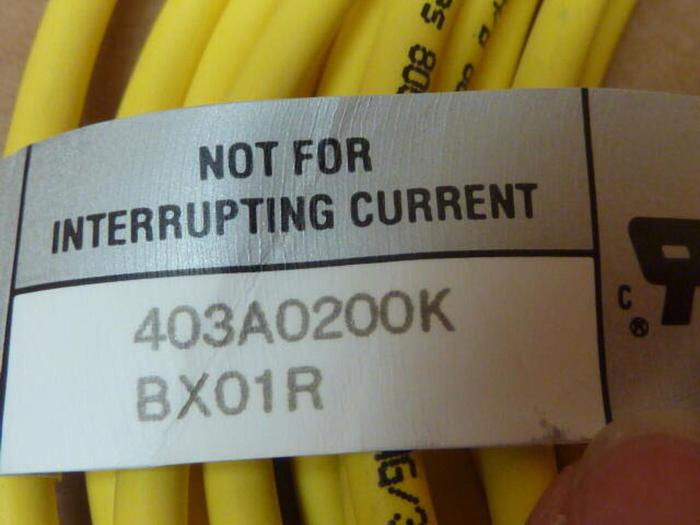 NOT FOR
INTERRUPTING CURRENT
403A0200K
BX01R
C
®